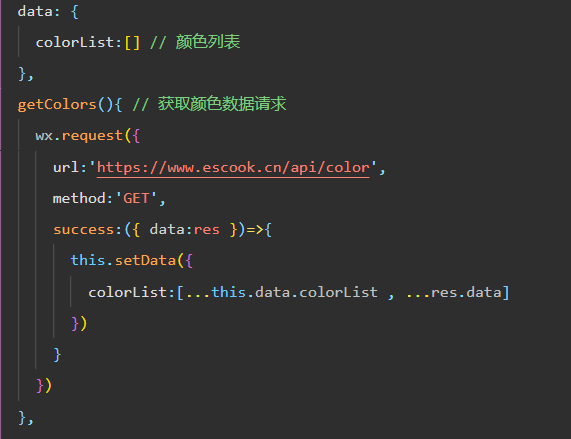 data: {
colorList:[] // 颜色列表
},
getColors(){ // 获取颜色数据请求
wx.request({
url:'https://www.escook.cn/api/color',
method:'GET',
success:({ data:res })=>{
this.setData({
colorList:[...this.data.colorList , ...res.data]
})
}
})
},